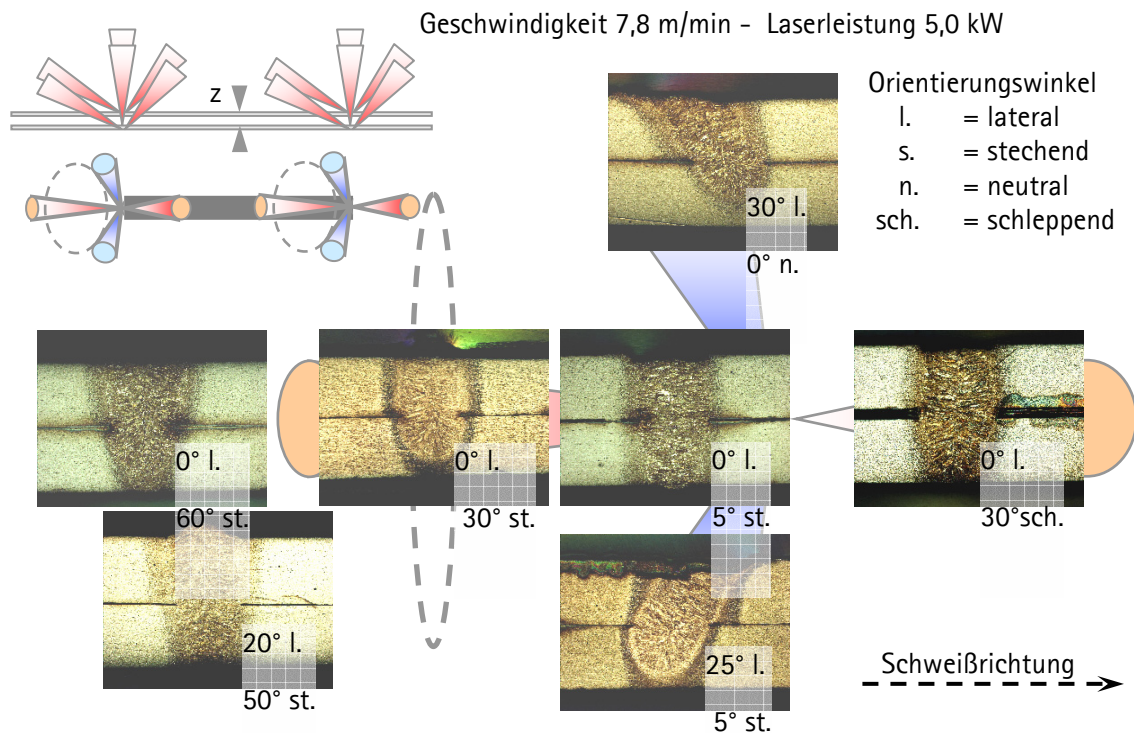 Geschwindigkeit 7,8 m/min - Laserleistung 5,0 kW
z
Orientierungswinkel
l. = lateral
s. = stechend
n. = neutral
sch. = schleppend
30° l.
0° n.
0° l.
60° st.
0° l.
30° st.
0° l.
5° st.
0° l.
30°sch.
20° l.
50° st.
25° l.
5° st.
Schweißrichtung